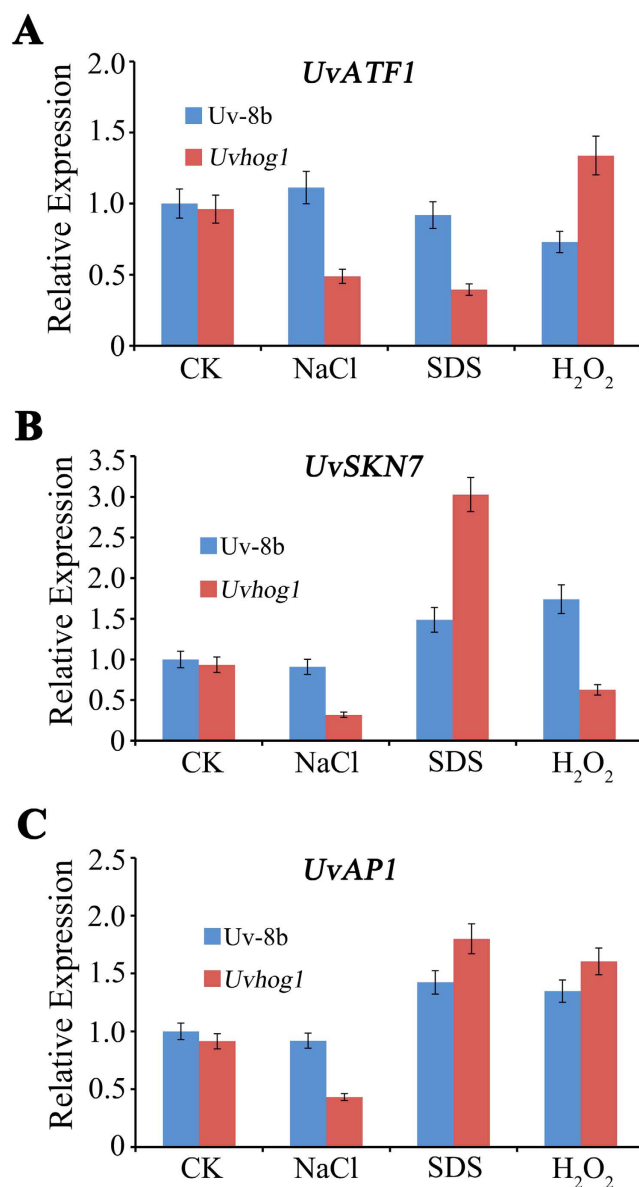 A
UvATF1
2.0
1.5
1.0
0.5
0
Relative Expression
Uv-8b
Uvhog1
CK NaCl SDS H₂O₂
B
UvSKN7
3.5
3.0
2.5
2.0
1.5
1.0
0.5
0
Relative Expression
Uv-8b
Uvhog1
CK NaCl SDS H₂O₂
C
UvAP1
2.5
2.0
1.5
1.0
0.5
0
Relative Expression
Uv-8b
Uvhog1
CK NaCl SDS H₂O₂